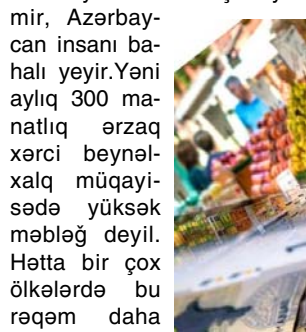 mir, Azərbay-
can insanı ba-
halı yeyir.Yəni
aylıq 300 ma-
natlıq ərzaq
xərci beynəl-
xalq müqayi-
sədə yüksək
məbləğ deyil.
Hətta bir çox
ölkələrdə bu
rəqəm daha